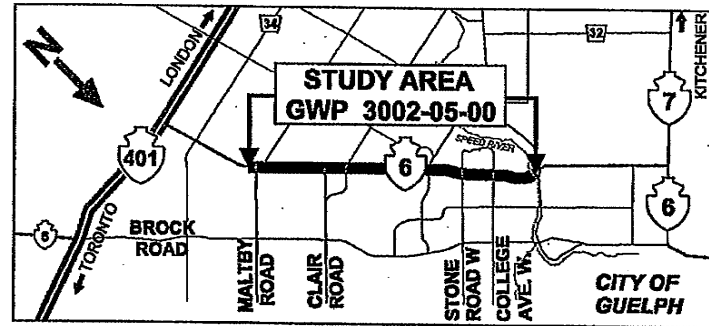 N
LONDON
34
32
KITCHENER
STUDY AREA
GWP 3002-05-00
7
SPEED RIVER
401
6
6
6
BROCK
ROAD
TORONTO
MALTBY
ROAD
CLAIR
ROAD
STONE
ROAD W
COLLEGE
AVE. W.
CITY OF
GUELPH